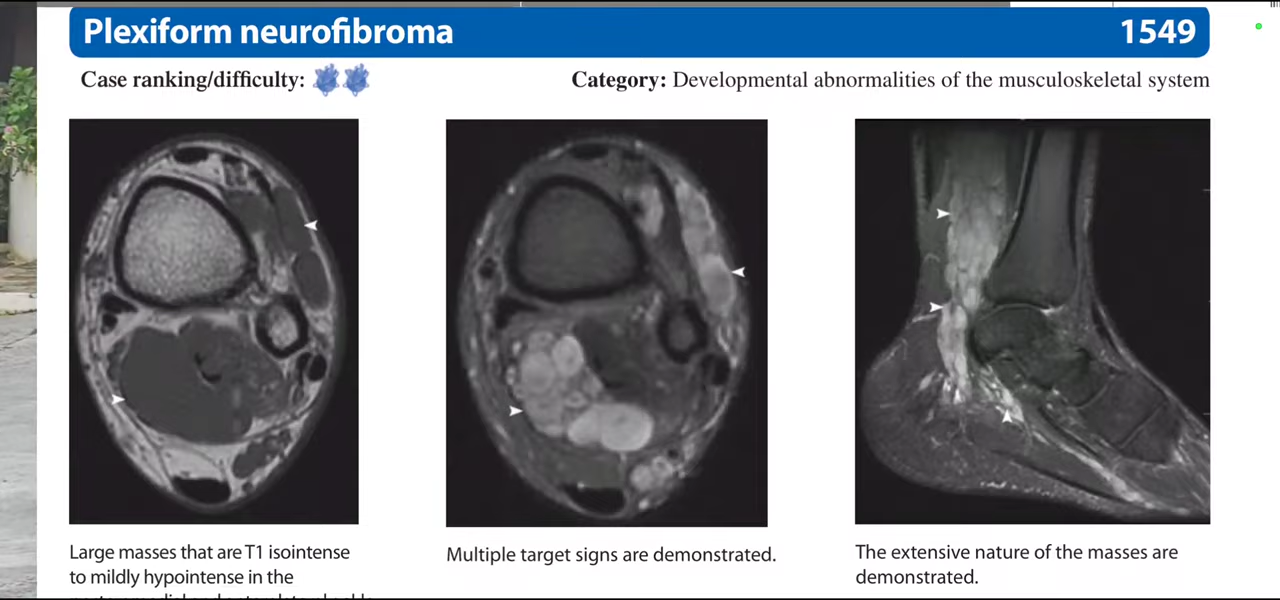 Plexiform neurofibroma
1549
Case ranking/difficulty:
Category: Developmental abnormalities of the musculoskeletal system
Large masses that are T1 isointense
to mildly hypointense in the
Multiple target signs are demonstrated.
The extensive nature of the masses are
demonstrated.